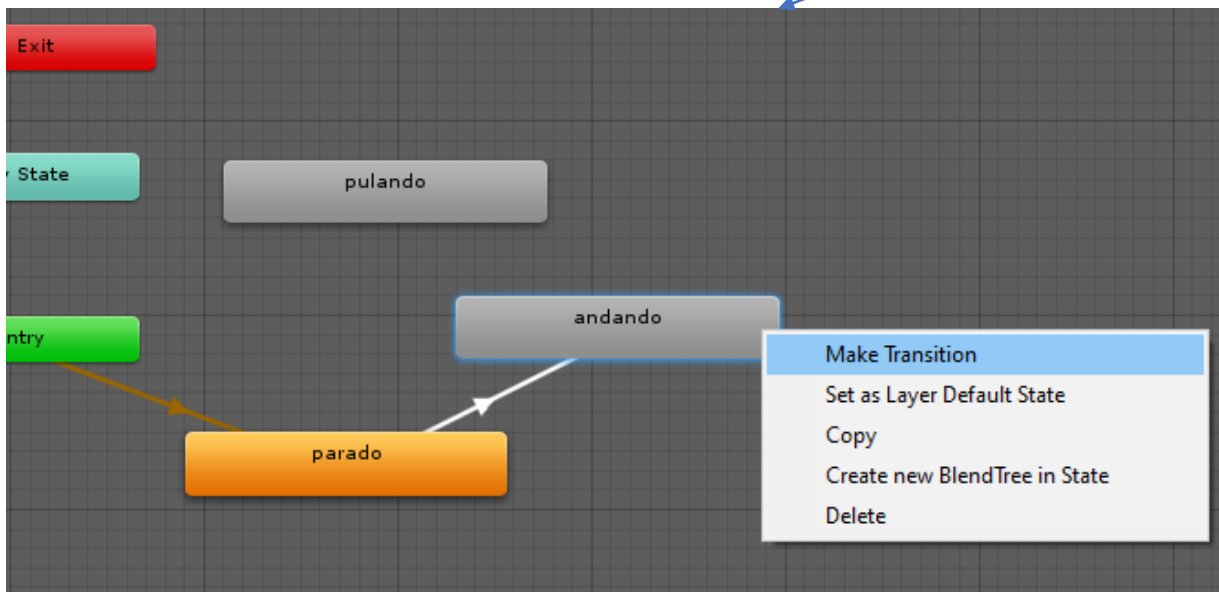 Exit
State
pulando
andando
ntry
parado
Make Transition
Set as Layer Default State
Copy
Create new BlendTree in State
Delete